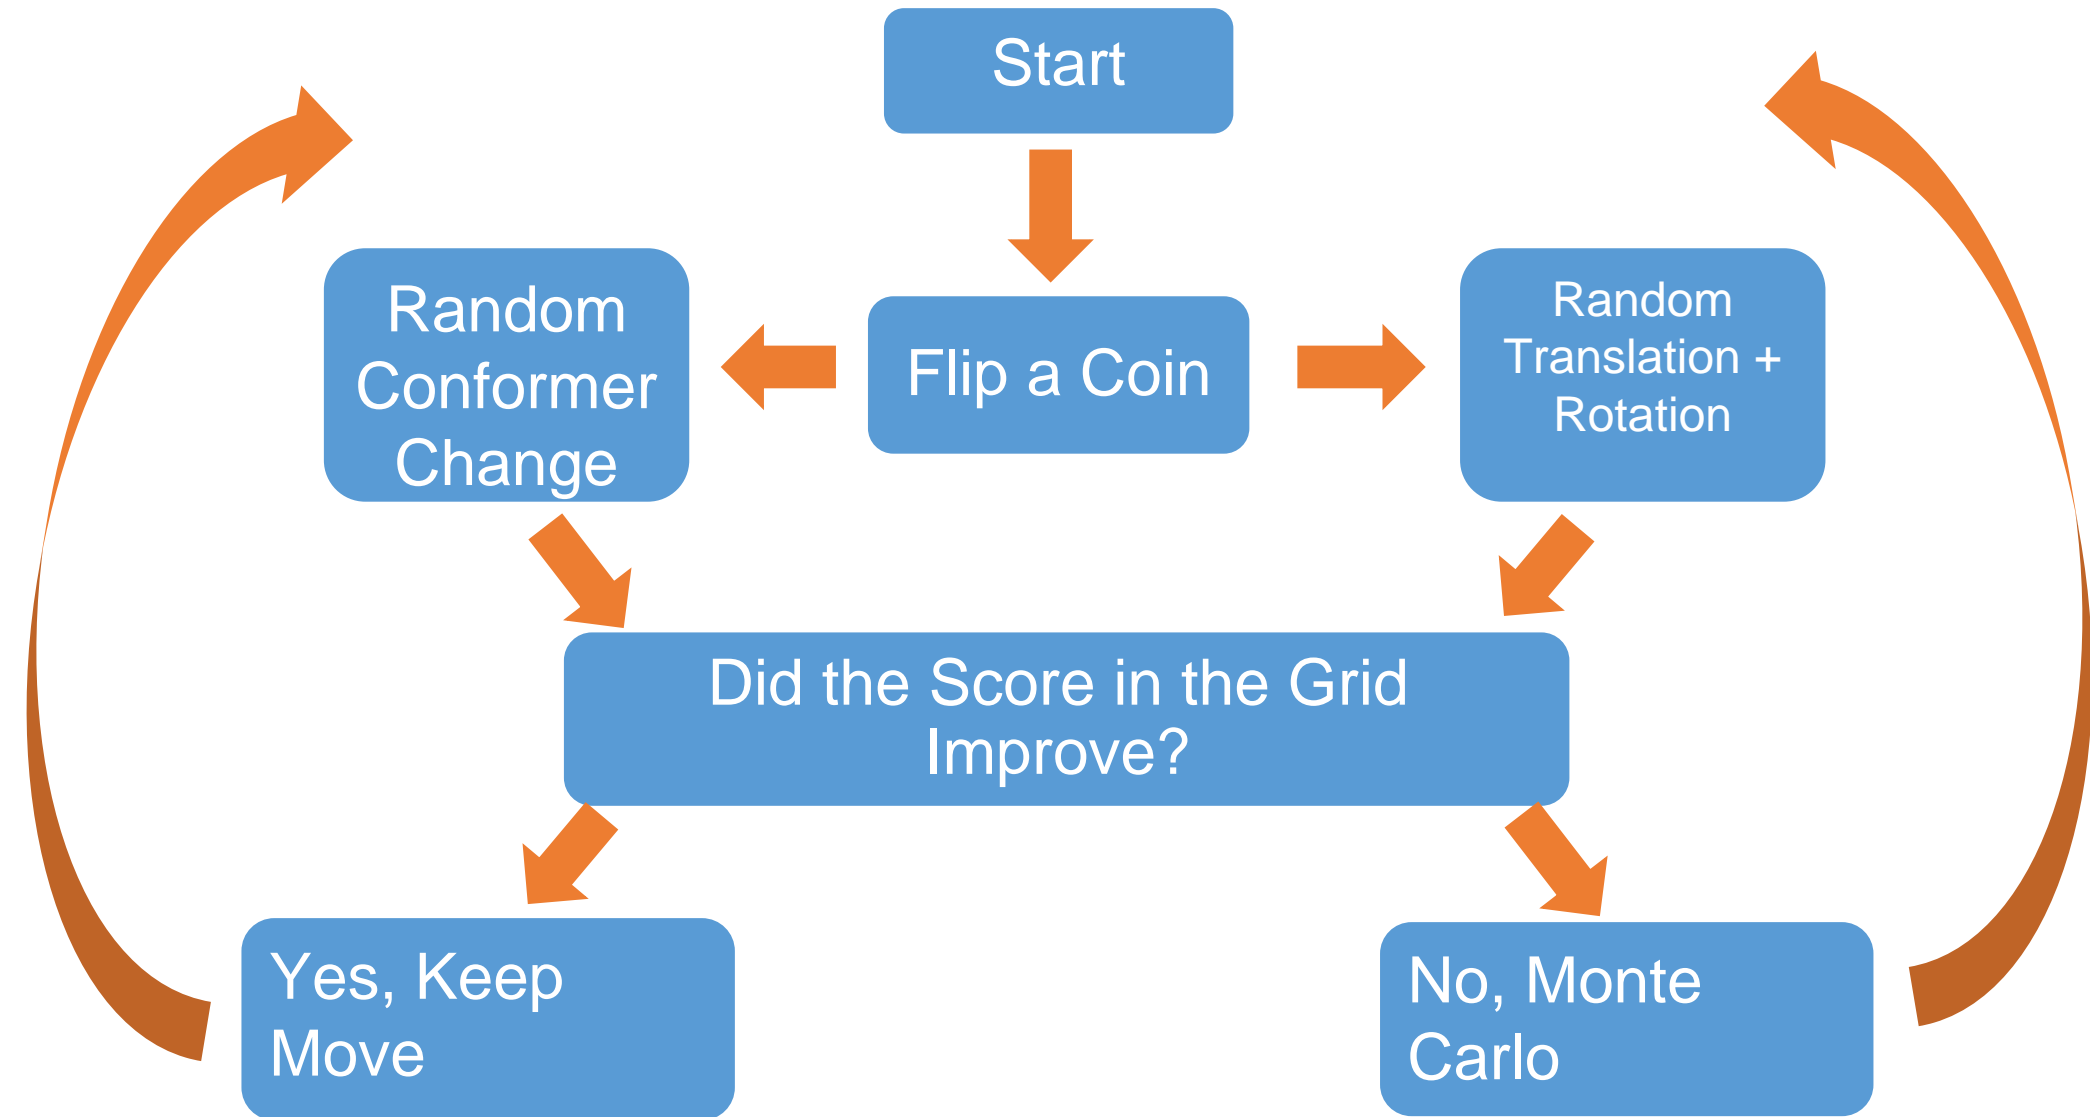 Start
Random
Conformer
Change
Flip a Coin
Random
Translation +
Rotation
Did the Score in the Grid
Improve?
Yes, Keep
Move
No, Monte
Carlo